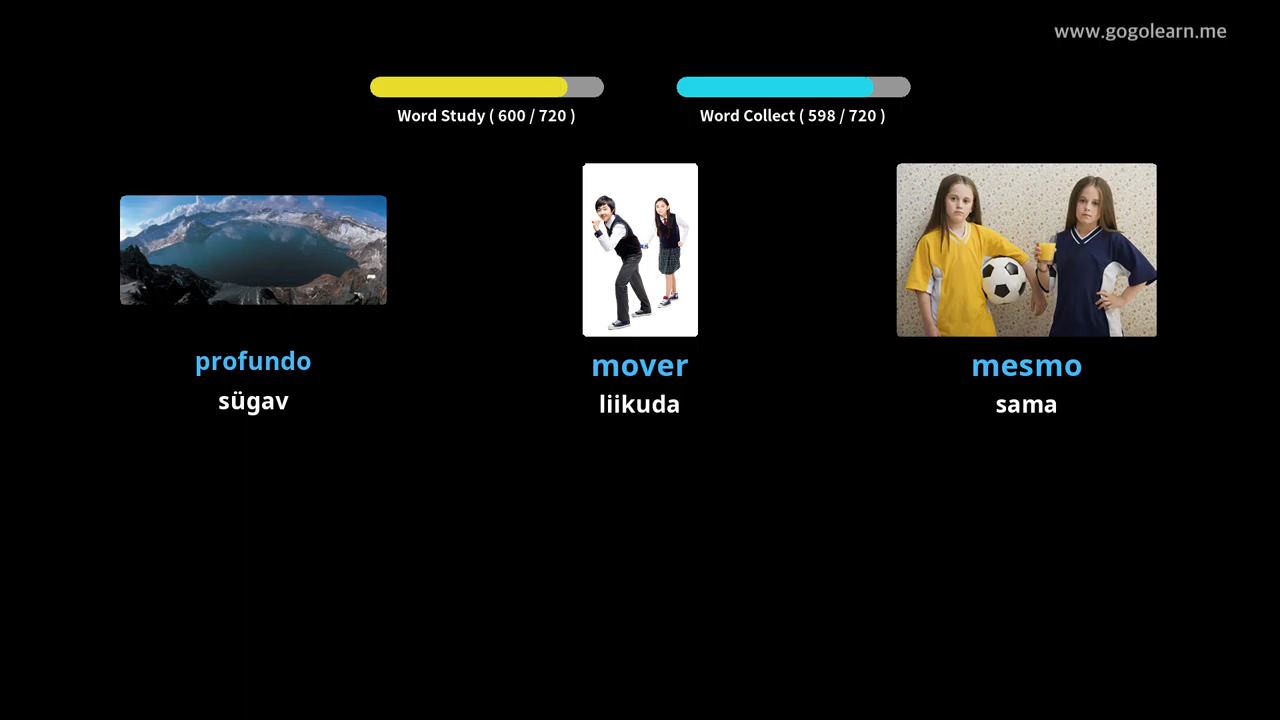 www.gogolearn.me
Word Study ( 600 / 720 )
Word Collect ( 598 / 720 )
profundo
sügav
mover
liikuda
mesmo
sama